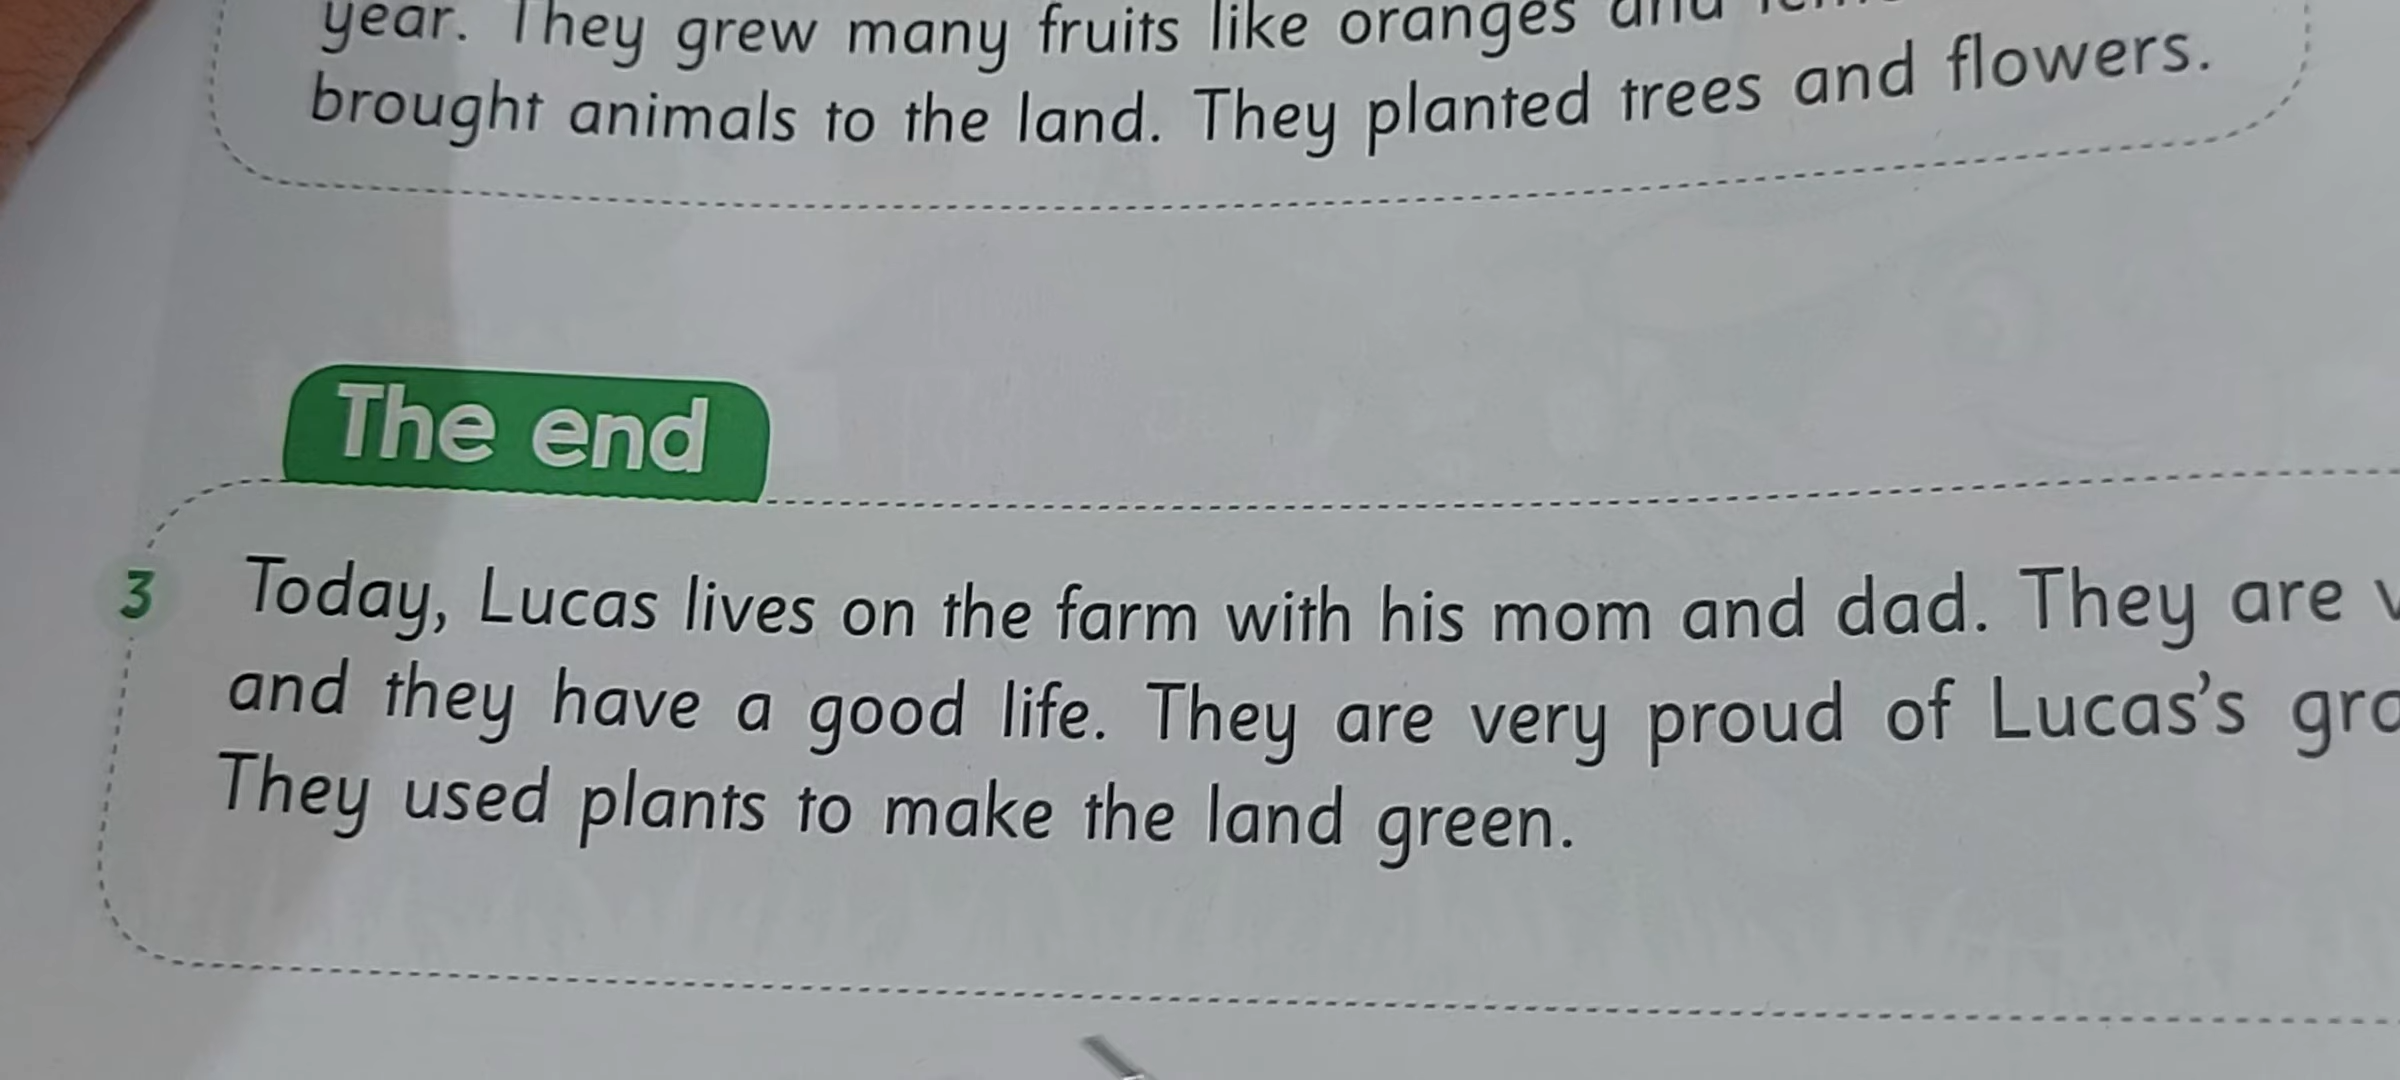 year. They grew many fruits like oranges and
brought animals to the land. They planted trees and flowers.
The end
3 Today, Lucas lives on the farm with his mom and dad. They are
and they have a good life. They are very proud of Lucas's
They used plants to make the land green.